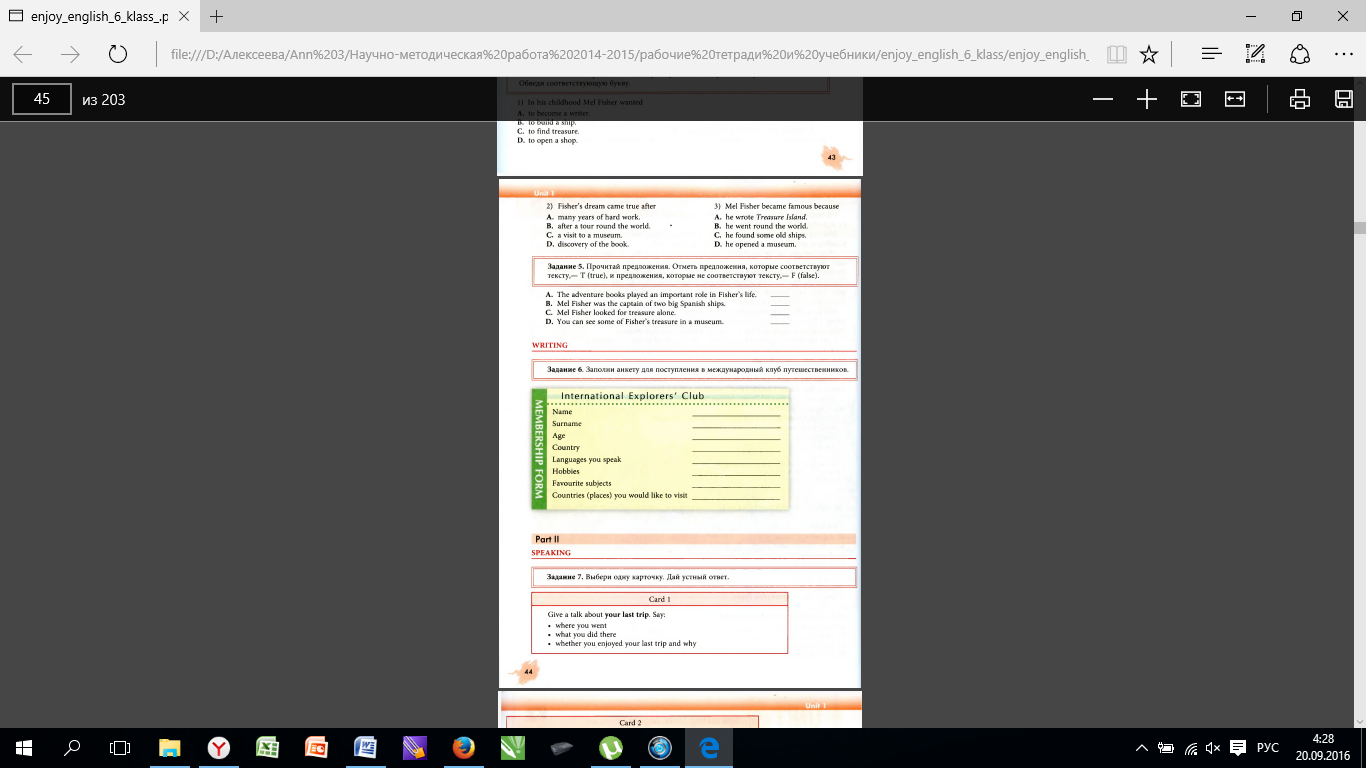 enjoy_english_6_klass_.p
file:///D:/Алексеева/Ann%203/Научно-методическая%20работа%202014-2015/рабочие%20тетради%20и%20учебники/enjoy_english_6_klass/enjoy_english_
45 из 203
Обведи соответствующую букву.
1) In his childhood Mel Fisher wanted
A. to become a writer.
B. to build a ship.
C. to find treasure.
D. to open a shop.
43
Unit 1
2) Fisher's dream came true after
A. many years of hard work.
B. after a tour round the world.
C. a visit to a museum.
D. discovery of the book.
3) Mel Fisher became famous because
A. he wrote Treasure Island.
B. he went round the world.
C. he found some old ships.
D. he opened a museum.
Задание 5. Прочитай предложения. Отметь предложения, которые соответствуют
тексту,— T (true), и предложения, которые не соответствуют тексту,— F (false).
A. The adventure books played an important role in Fisher's life. _____
B. Mel Fisher was the captain of two big Spanish ships. _____
C. Mel Fisher looked for treasure alone. _____
D. You can see some of Fisher's treasure in a museum. _____
WRITING
Задание 6. Заполни анкету для поступления в международный клуб путешественников.
MEMBERSHIP FORM
International Explorers' Club
Name
Surname
Age
Country
Languages you speak
Hobbies
Favourite subjects
Countries (places) you would like to visit
Part II
SPEAKING
Задание 7. Выбери одну карточку. Дай устный ответ.
Card 1
Give a talk about your last trip. Say:
• where you went
• what you did there
• whether you enjoyed your last trip and why
44
Unit 1
Card 2
РУС
4:28
20.09.2016